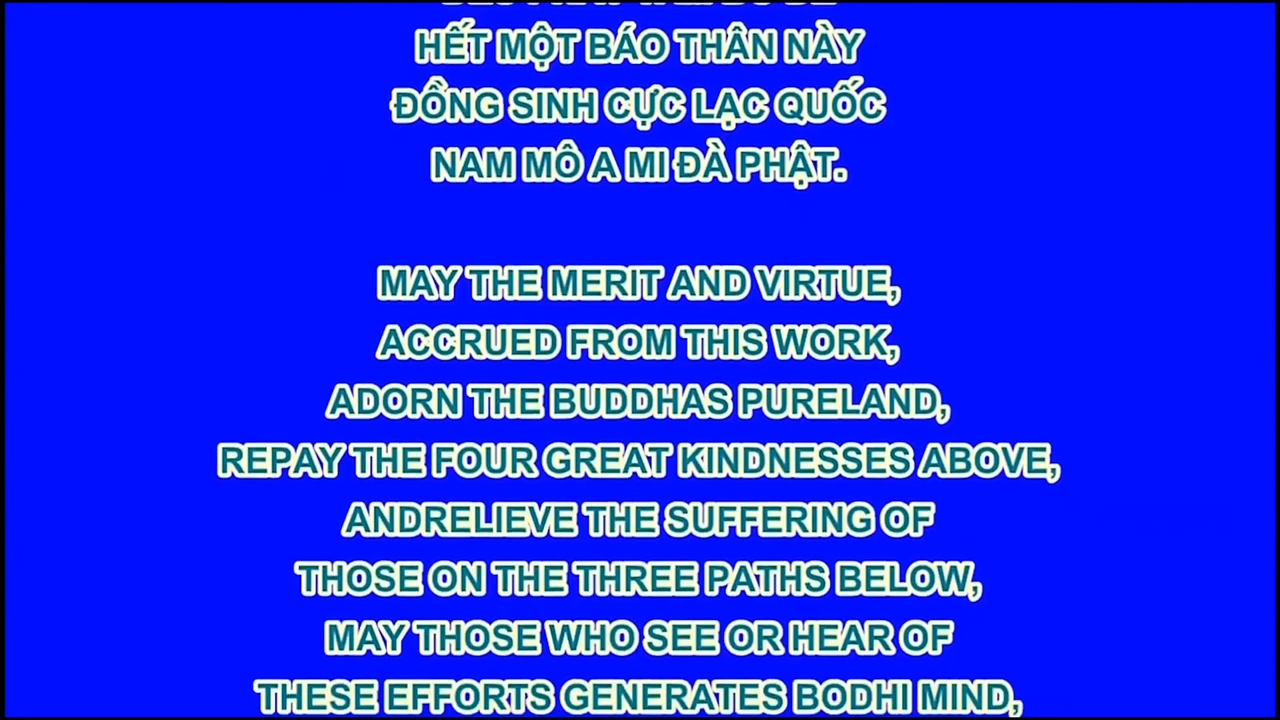 HẾT MỘT BÁO THÂN NÀY
ĐỒNG SINH CỰC LẠC QUỐC
NAM MÔ A MI ĐÀ PHẬT.
MAY THE MERIT AND VIRTUE,
ACCRUED FROM THIS WORK,
ADORN THE BUDDHAS PURELAND,
REPAY THE FOUR GREAT KINDNESSES ABOVE,
ANDRELIEVE THE SUFFERING OF
THOSE ON THE THREE PATHS BELOW,
MAY THOSE WHO SEE OR HEAR OF
THESE EFFORTS GENERATES BODHI MIND,